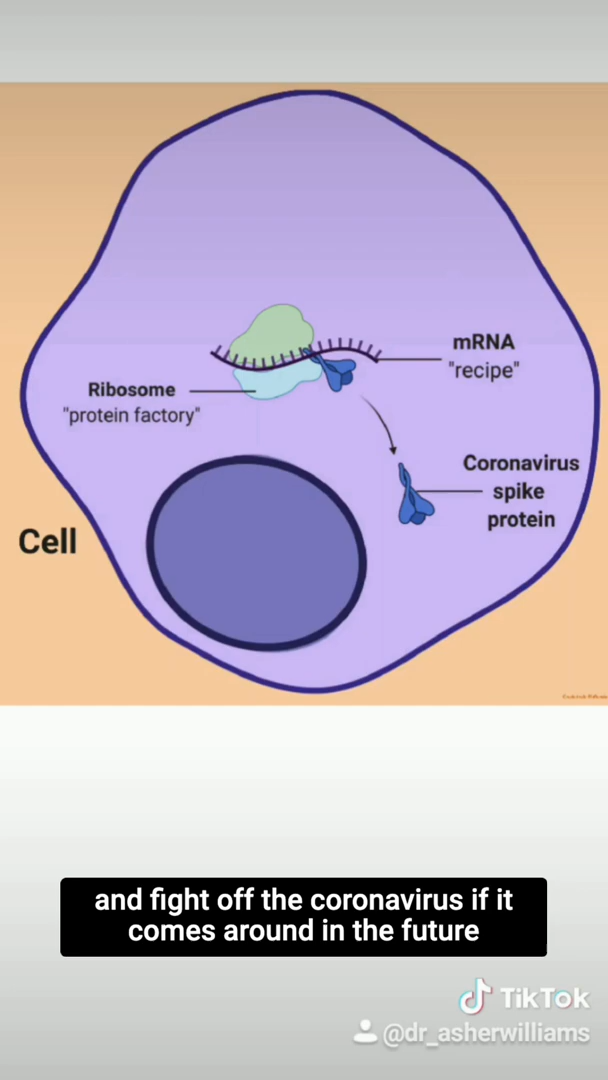 mRNA
"recipe"
Ribosome
"protein factory"
Coronavirus
spike
protein
Cell
and fight off the coronavirus if it
comes around in the future
TikTok
@dr_asherwilliams